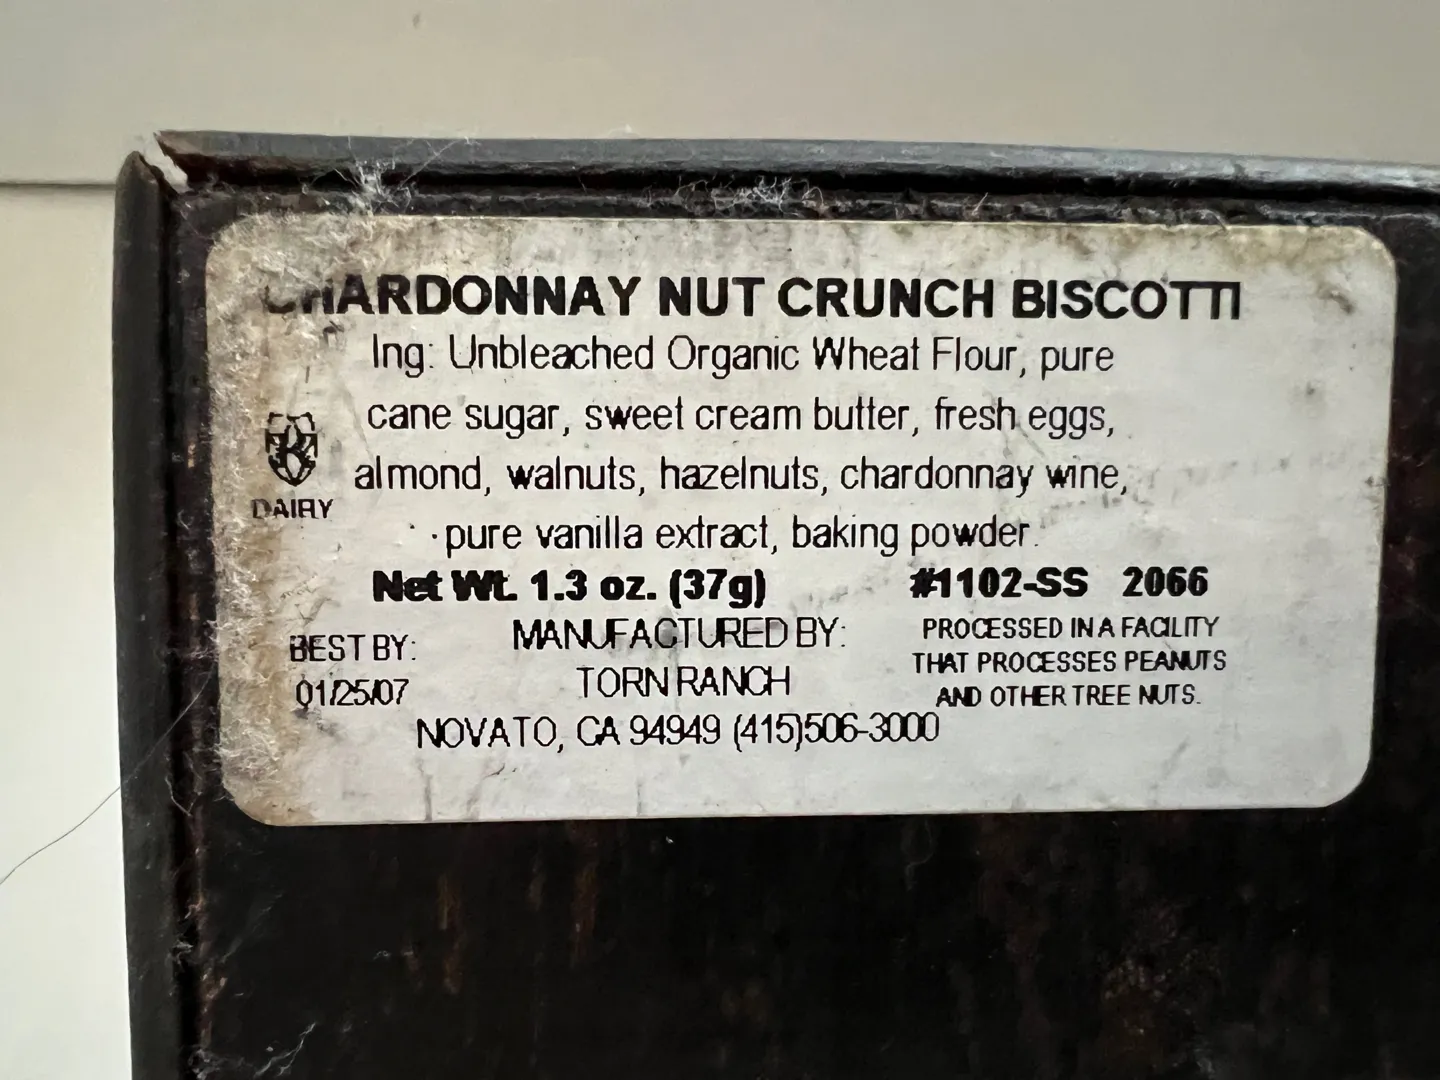 CHARDONNAY NUT CRUNCH BISCOTTI
Ing: Unbleached Organic Wheat Flour, pure
cane sugar, sweet cream butter, fresh eggs,
almond, walnuts, hazelnuts, chardonnay wine,
pure vanilla extract, baking powder.
K
DAIRY
Net Wt. 1.3 oz. (37g)
#1102-SS 2066
BEST BY:
01/25/07
MANUFACTURED BY:
TORN RANCH
NOVATO, CA 94949 (415)506-3000
PROCESSED IN A FACILITY
THAT PROCESSES PEANUTS
AND OTHER TREE NUTS.